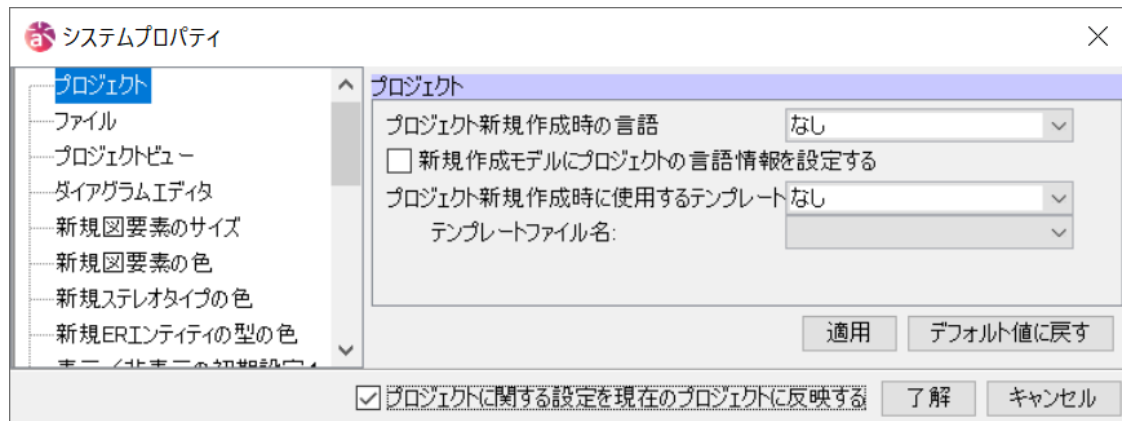 システムプロパティ
プロジェクト
ファイル
プロジェクトビュー
ダイアグラムエディタ
新規図要素のサイズ
新規図要素の色
新規ステレオタイプの色
新規ERエンティティの型の色
プロジェクト
プロジェクト新規作成時の言語 なし
新規作成モデルにプロジェクトの言語情報を設定する
プロジェクト新規作成時に使用するテンプレート なし
テンプレートファイル名:
適用 デフォルト値に戻す
プロジェクトに関する設定を現在のプロジェクトに反映する 了解 キャンセル